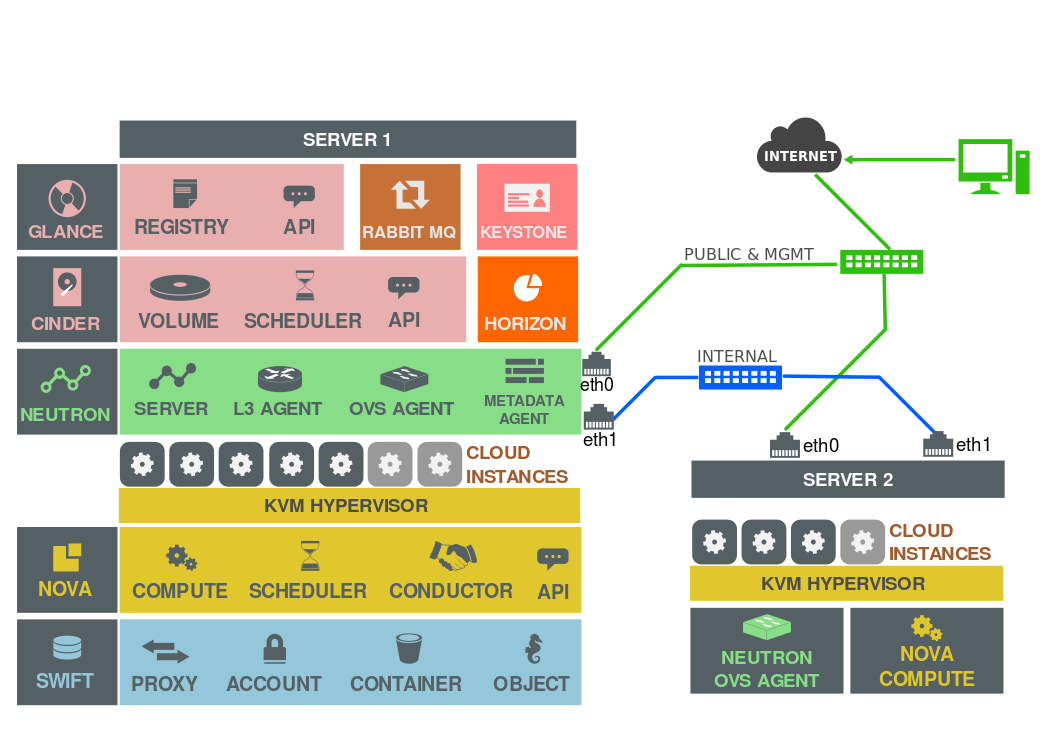 SERVER 1
GLANCE
REGISTRY
API
RABBIT MQ
KEYSTONE
CINDER
VOLUME
SCHEDULER
API
HORIZON
NEUTRON
SERVER
L3 AGENT
OVS AGENT
METADATA
AGENT
eth0
eth1
CLOUD
INSTANCES
KVM HYPERVISOR
NOVA
COMPUTE
SCHEDULER
CONDUCTOR
API
SWIFT
PROXY
ACCOUNT
CONTAINER
OBJECT
INTERNET
PUBLIC & MGMT
INTERNAL
eth0
eth1
SERVER 2
CLOUD
INSTANCES
KVM HYPERVISOR
NEUTRON
OVS AGENT
NOVA
COMPUTE